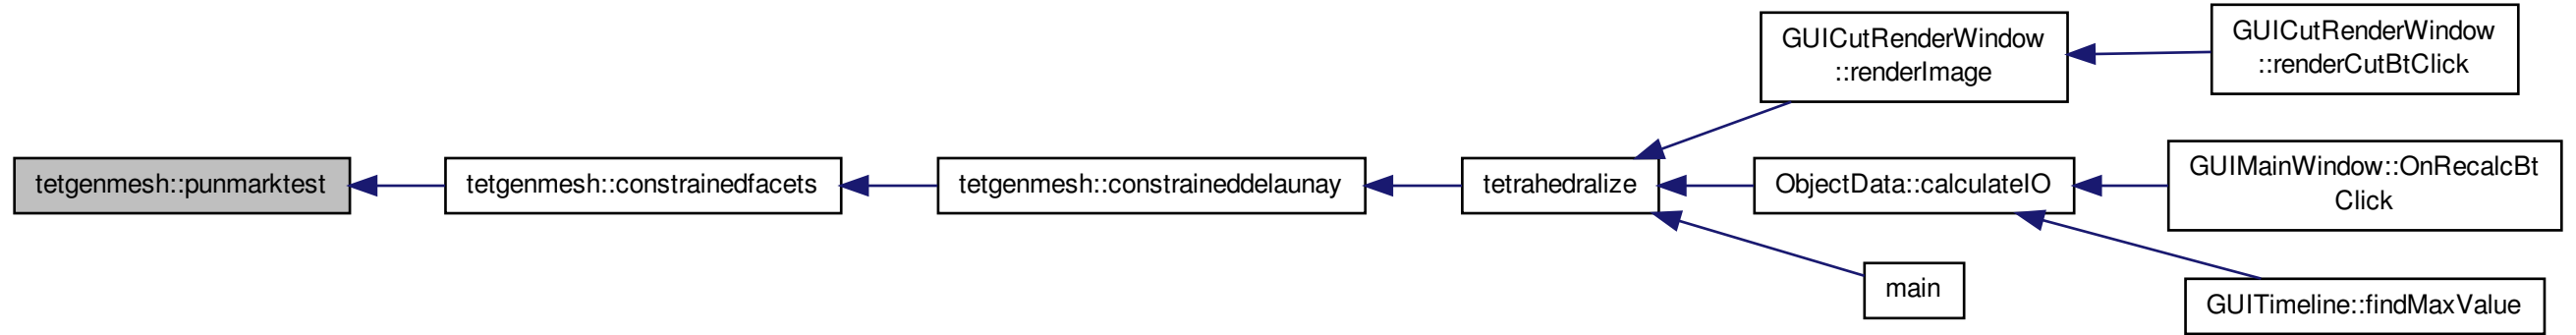 tetgenmesh::punmarktest
tetgenmesh::constrainedfacets
tetgenmesh::constraineddelaunay
tetrahedralize
GUICutRenderWindow
::renderImage
GUICutRenderWindow
::renderCutBtClick
ObjectData::calculateIO
GUIMainWindow::OnRecalcBt
Click
main
GUITimeline::findMaxValue